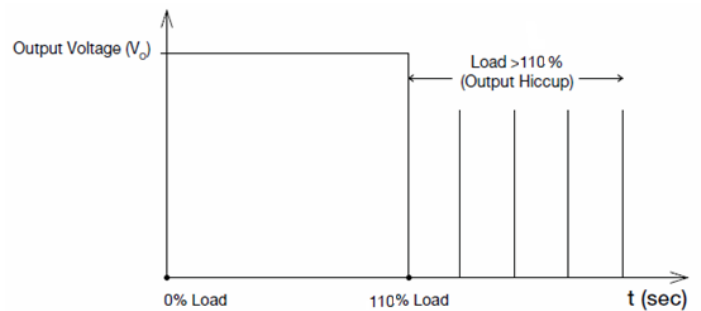 Output Voltage (Vo)
Load >110 %
(Output Hiccup)
0% Load
110% Load
t (sec)